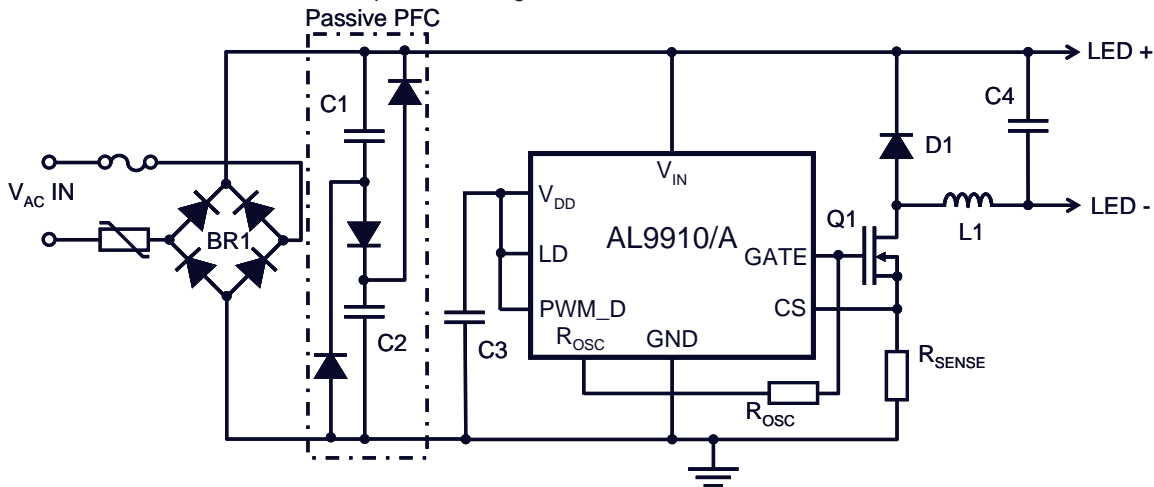 Passive PFC
LED +
C1
C4
V_AC IN
V_IN
D1
V_DD
LED -
BR1
LD
AL9910/A
Q1
L1
GATE
PWM_D
CS
C2
C3
R_OSC
GND
R_SENSE
R_OSC